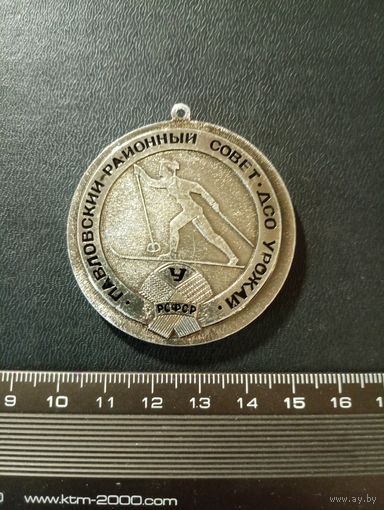 ПАВЛОВСКИЙ-РАЙОННЫЙ СОВЕТ · ДСО УРОЖАЙ ·
У
РСФСР
9 10 11 12 13 14 15 16
www.ktm-2000.com
www.ay.by